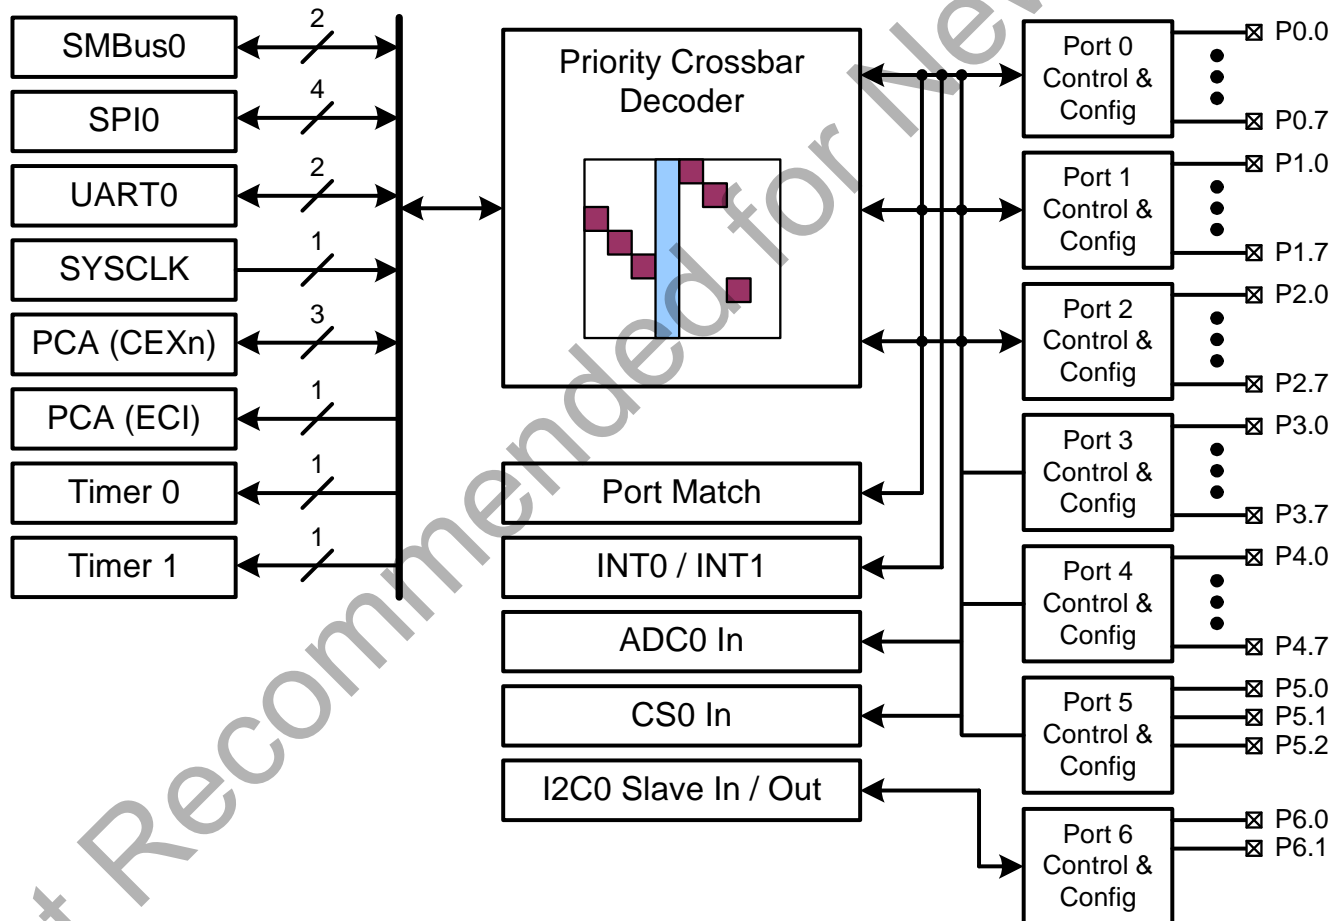 SMBus0
2
SPI0
4
UART0
2
SYSCLK
1
PCA (CEXn)
3
PCA (ECI)
1
Timer 0
1
Timer 1
1
Priority Crossbar
Decoder
Port Match
INT0 / INT1
ADC0 In
CS0 In
I2C0 Slave In / Out
Port 0
Control &
Config
P0.0
P0.7
Port 1
Control &
Config
P1.0
P1.7
Port 2
Control &
Config
P2.0
P2.7
Port 3
Control &
Config
P3.0
P3.7
Port 4
Control &
Config
P4.0
P4.7
Port 5
Control &
Config
P5.0
P5.1
P5.2
Port 6
Control &
Config
P6.0
P6.1
Recommended for